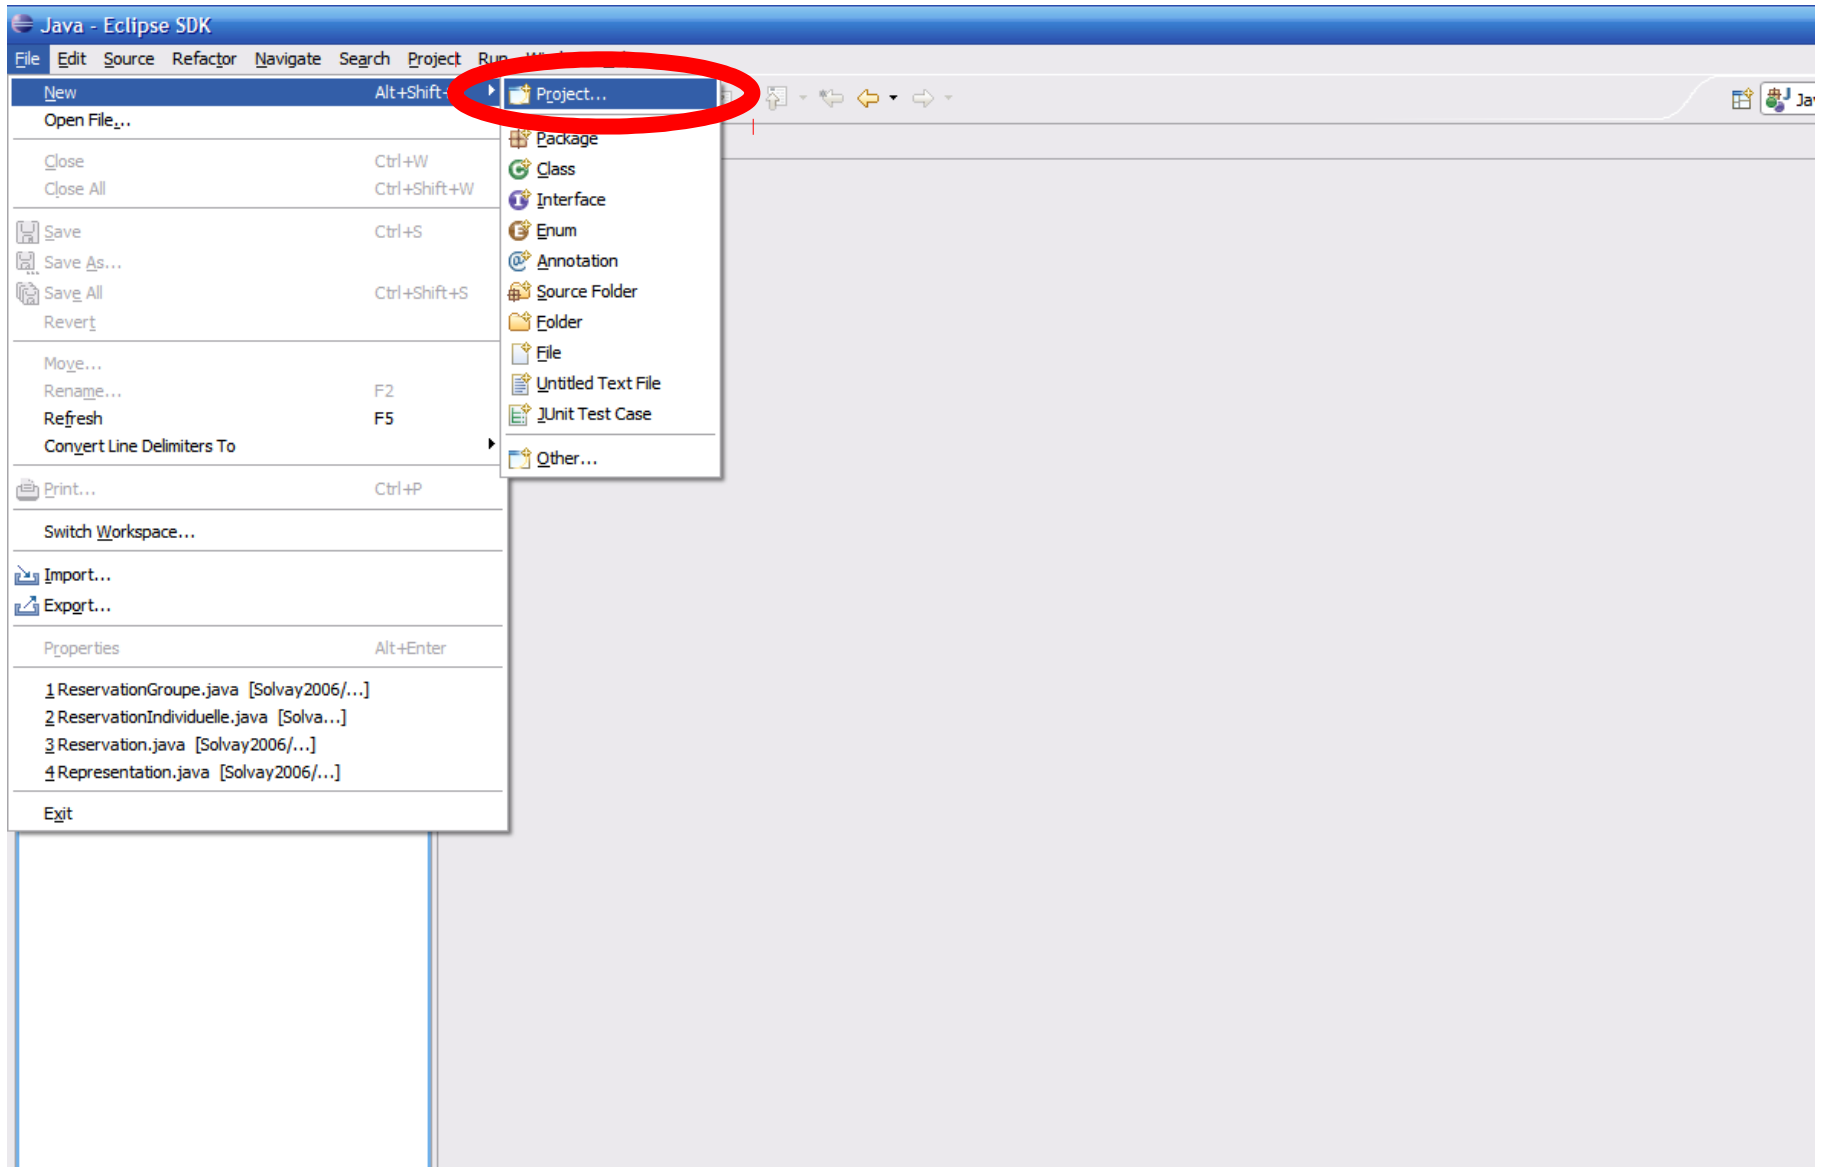 Java - Eclipse SDK
File Edit Source Refactor Navigate Search Project Run
New Alt+Shift+
Open File...
Close Ctrl+W
Close All Ctrl+Shift+W
Save Ctrl+S
Save As...
Save All Ctrl+Shift+S
Revert
Move...
Rename... F2
Refresh F5
Convert Line Delimiters To
Print... Ctrl+P
Switch Workspace...
Import...
Export...
Properties Alt+Enter
1 ReservationGroupe.java [Solvay2006/...]
2 ReservationIndividuelle.java [Solva...]
3 Reservation.java [Solvay2006/...]
4 Representation.java [Solvay2006/...]
Exit
Project...
Package
Class
Interface
Enum
Annotation
Source Folder
Folder
File
Untitled Text File
JUnit Test Case
Other...
Ja